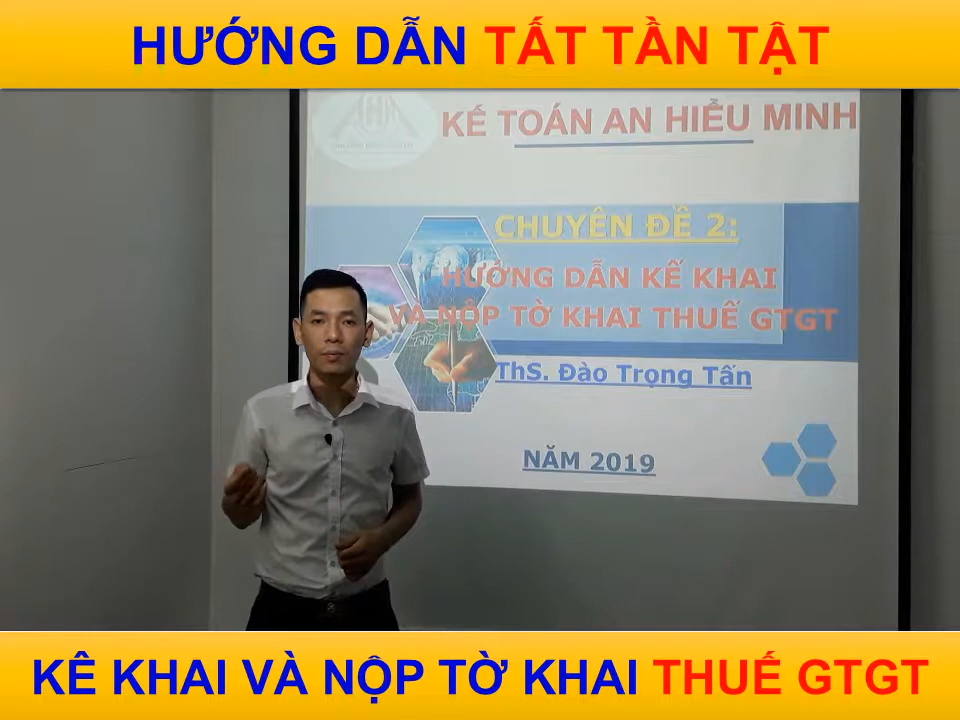 HƯỚNG DẪN TẤT TẦN TẬT
KẾ TOÁN AN HIỂU MINH
CHUYÊN ĐỀ 2:
HƯỚNG DẪN KẾ KHAI
VÀ NỘP TỜ KHAI THUẾ GTGT
ThS. Đào Trọng Tấn
NĂM 2019
KÊ KHAI VÀ NỘP TỜ KHAI THUẾ GTGT